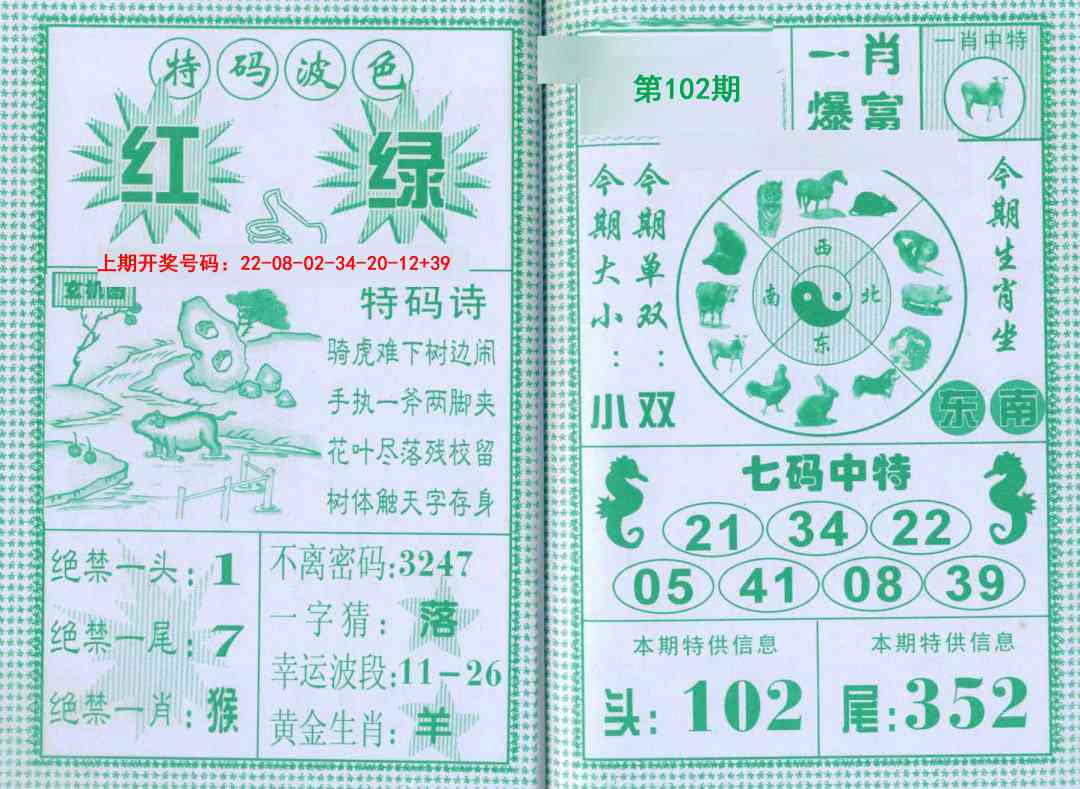 特码波色
红 绿
上期开奖号码：22-08-02-34-20-12+39
玄机图
特码诗
骑虎难下树边闹
手执一斧两脚夹
花叶尽落残校留
树体触天字存身
绝禁一头：1
绝禁一尾：7
绝禁一肖：猴
不离密码：3247
一字猜：落
幸运波段：11－26
黄金生肖：羊
第102期
一肖
爆富
一肖中特
今期大小：小
今期单双：双
西
南
北
东
今期生肖坐
东南
七码中特
21 34 22
05 41 08 39
本期特供信息
头：102
本期特供信息
尾：352